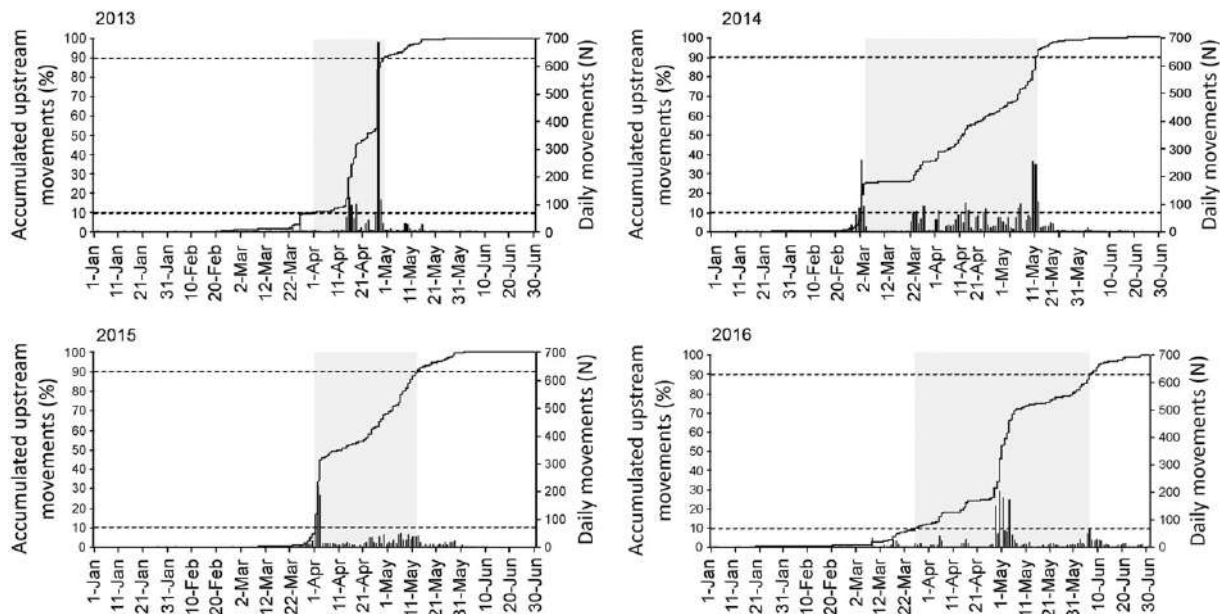 2013
Accumulated upstream
movements (%)
100
90
80
70
60
50
40
30
20
10
0
700
600
500
400
300
200
100
0
Daily movements (N)
1-Jan
11-Jan
21-Jan
31-Jan
10-Feb
20-Feb
2-Mar
12-Mar
22-Mar
1-Apr
11-Apr
21-Apr
1-May
11-May
21-May
31-May
10-Jun
20-Jun
30-Jun
2014
Accumulated upstream
movements (%)
100
90
80
70
60
50
40
30
20
10
0
700
600
500
400
300
200
100
0
Daily movements (N)
1-Jan
11-Jan
21-Jan
31-Jan
10-Feb
20-Feb
2-Mar
12-Mar
22-Mar
1-Apr
11-Apr
21-Apr
1-May
11-May
21-May
31-May
10-Jun
20-Jun
30-Jun
2015
Accumulated upstream
movements (%)
100
90
80
70
60
50
40
30
20
10
0
700
600
500
400
300
200
100
0
Daily movements (N)
1-Jan
11-Jan
21-Jan
31-Jan
10-Feb
20-Feb
2-Mar
12-Mar
22-Mar
1-Apr
11-Apr
21-Apr
1-May
11-May
21-May
31-May
10-Jun
20-Jun
30-Jun
2016
Accumulated upstream
movements (%)
100
90
80
70
60
50
40
30
20
10
0
700
600
500
400
300
200
100
0
Daily movements (N)
1-Jan
11-Jan
21-Jan
31-Jan
10-Feb
20-Feb
2-Mar
12-Mar
22-Mar
1-Apr
11-Apr
21-Apr
1-May
11-May
21-May
31-May
10-Jun
20-Jun
30-Jun